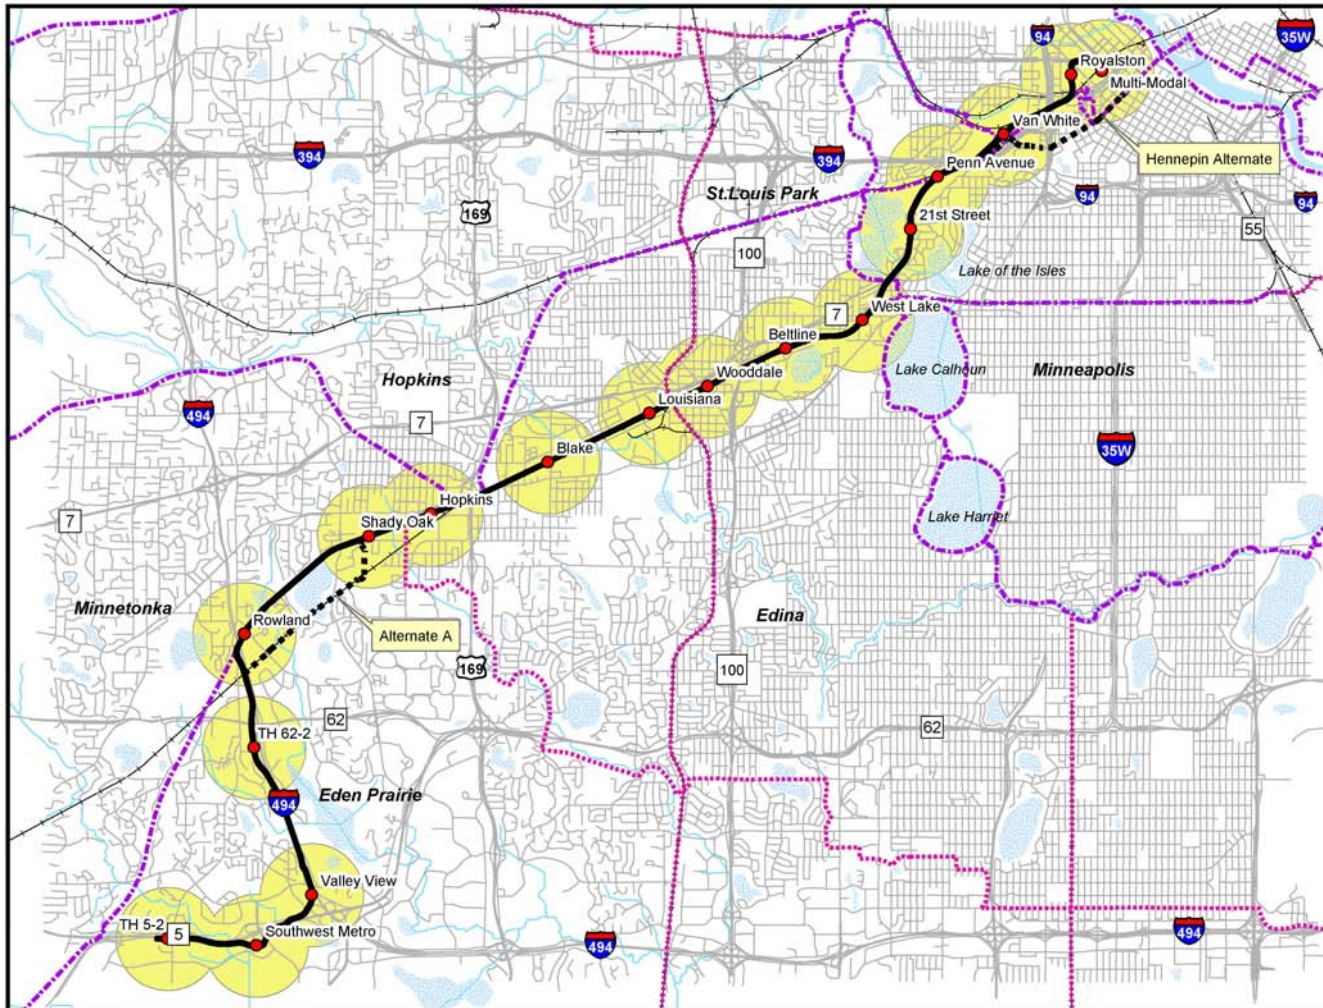 94
35W
Royalston
Multi-Modal
Van White
394
394
Hennepin Alternate
Penn Avenue
St.Louis Park
94
94
169
21st Street
55
100
Lake of the Isles
7
West Lake
Beltline
Lake Calhoun
Minneapolis
Hopkins
Wooddale
Louisiana
494
7
35W
Blake
Hopkins
Lake Harriet
7
Shady Oak
Minnetonka
Rowland
Alternate A
Edina
169
100
62
62
TH 62-2
Eden Prairie
494
Valley View
TH 5-2
5
Southwest Metro
494
494